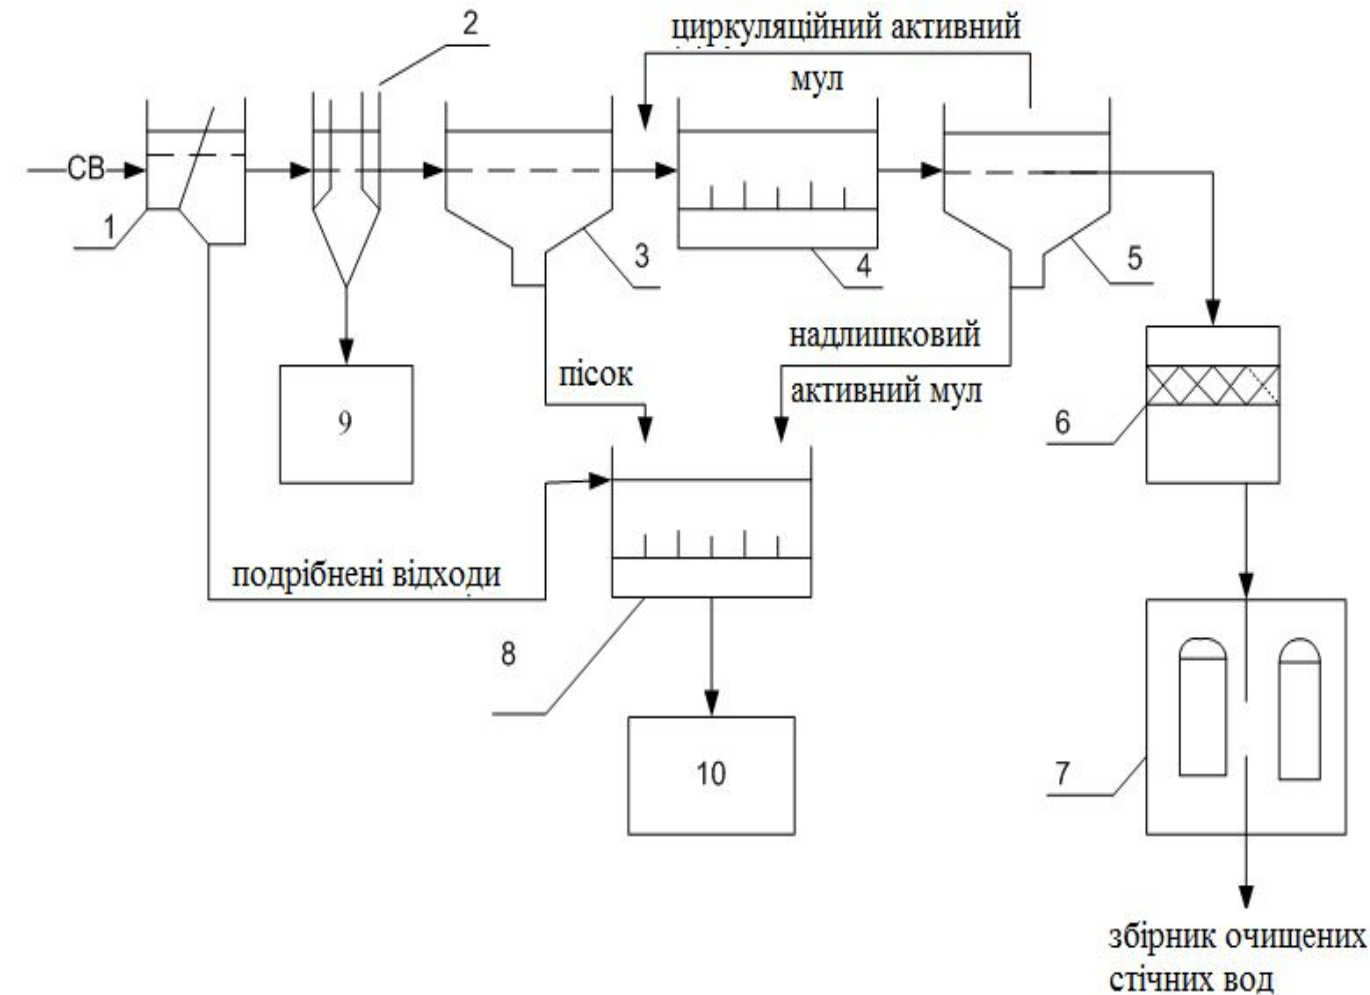 2
циркуляційний активний
мул
СВ
1
3
4
5
надлишковий
активний мул
пісок
9
6
подрібнені відходи
8
10
7
збірник очищених
стічних вод